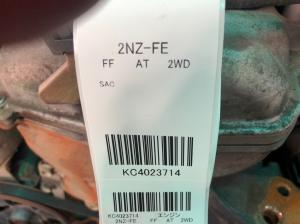 2NZ-FE
FF AT 2WD
SAC
KC4023714
KC4023714 エンジン
2NZ-FE FF AT 2WD